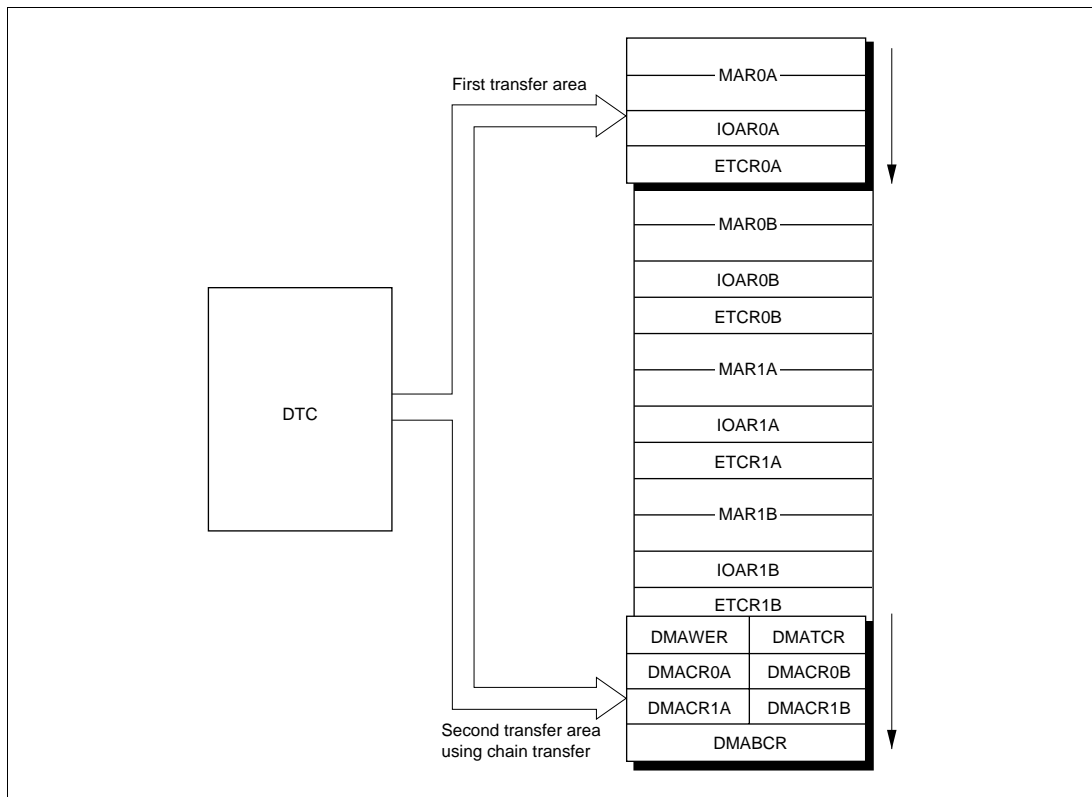 First transfer area
MAR0A
IOAR0A
ETCR0A
MAR0B
IOAR0B
ETCR0B
MAR1A
DTC
IOAR1A
ETCR1A
MAR1B
IOAR1B
ETCR1B
DMAWER DMATCR
DMACR0A DMACR0B
DMACR1A DMACR1B
Second transfer area
using chain transfer
DMABCR